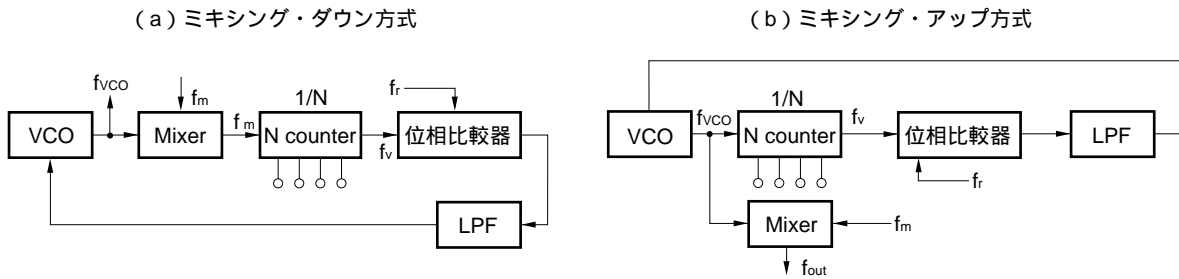 (a)ミキシング・ダウン方式
fVCO
fm
fm
1/N
fr
VCO
Mixer
N counter
fv
位相比較器
LPF
(b)ミキシング・アップ方式
1/N
VCO
fVCO
N counter
fv
位相比較器
LPF
fr
Mixer
fm
fout